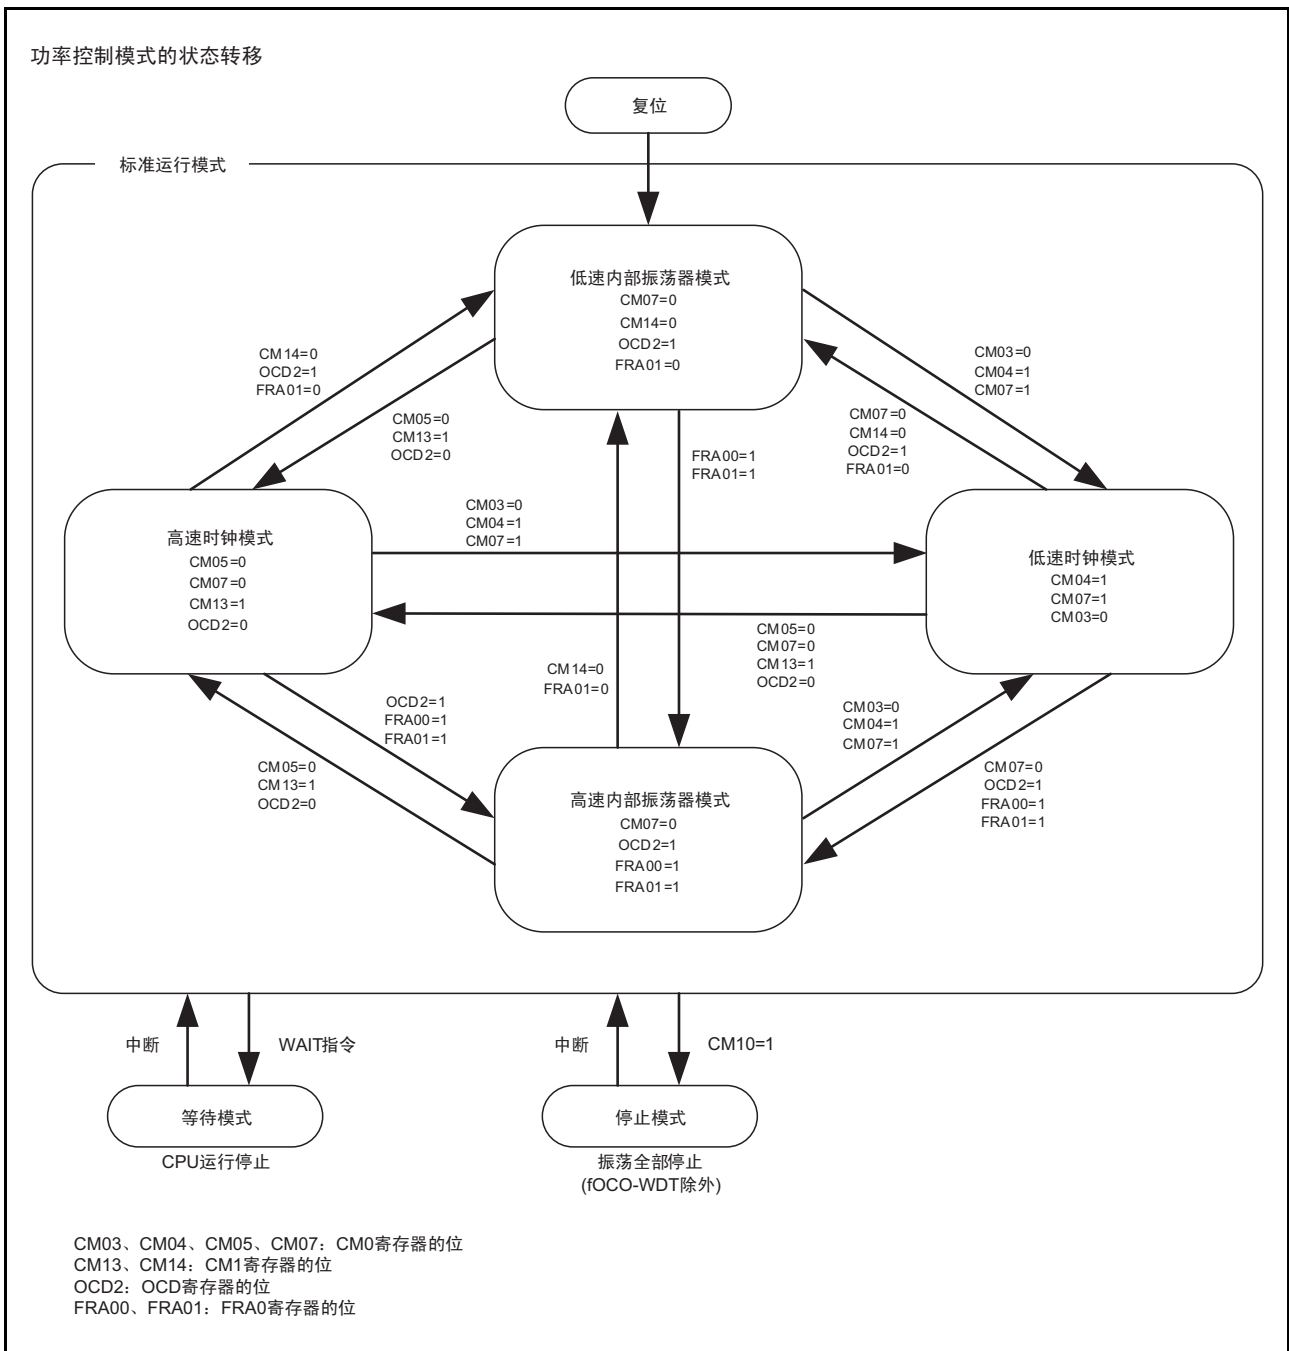 功率控制模式的状态转移
复位
标准运行模式
低速内部振荡器模式
CM07=0
CM14=0
OCD2=1
FRA01=0
CM14=0
OCD2=1
FRA01=0
CM05=0
CM13=1
OCD2=0
FRA00=1
FRA01=1
CM07=0
CM14=0
OCD2=1
FRA01=0
CM03=0
CM04=1
CM07=1
高速时钟模式
CM05=0
CM07=0
CM13=1
OCD2=0
CM03=0
CM04=1
CM07=1
低速时钟模式
CM04=1
CM07=1
CM03=0
CM05=0
CM07=0
CM13=1
OCD2=0
CM14=0
FRA01=0
OCD2=1
FRA00=1
FRA01=1
CM05=0
CM13=1
OCD2=0
CM03=0
CM04=1
CM07=1
CM07=0
OCD2=1
FRA00=1
FRA01=1
高速内部振荡器模式
CM07=0
OCD2=1
FRA00=1
FRA01=1
中断
WAIT指令
中断
CM10=1
等待模式
CPU运行停止
停止模式
振荡全部停止
(fOCO-WDT除外)
CM03、CM04、CM05、CM07：CM0寄存器的位
CM13、CM14：CM1寄存器的位
OCD2：OCD寄存器的位
FRA00、FRA01：FRA0寄存器的位